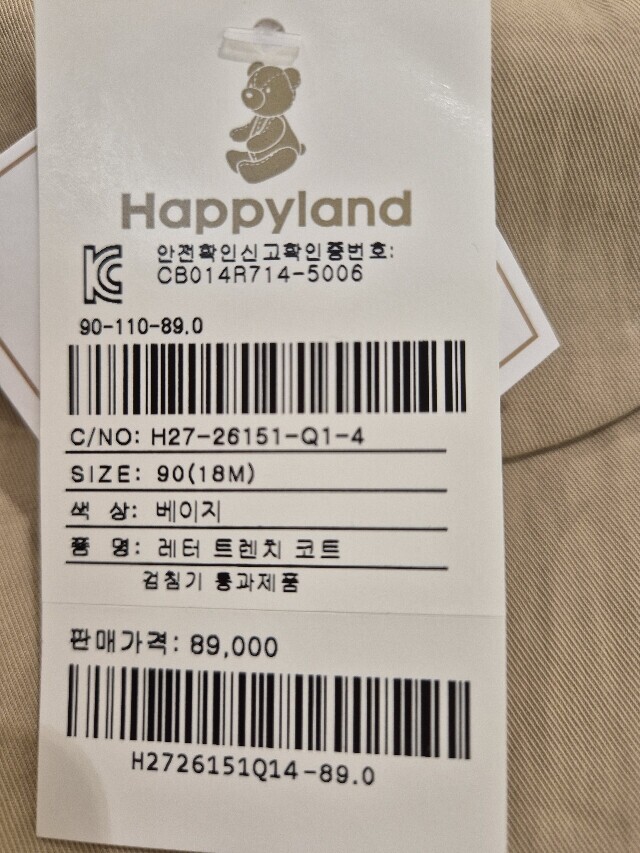 Happyland
안전확인신고확인증번호:
CB014R714-5006
90-110-89.0
C/NO: H27-26151-Q1-4
SIZE: 90(18M)
색 상: 베이지
품 명: 레터 트렌치 코트
검침기 통과제품
판매가격: 89,000
H2726151Q14-89.0